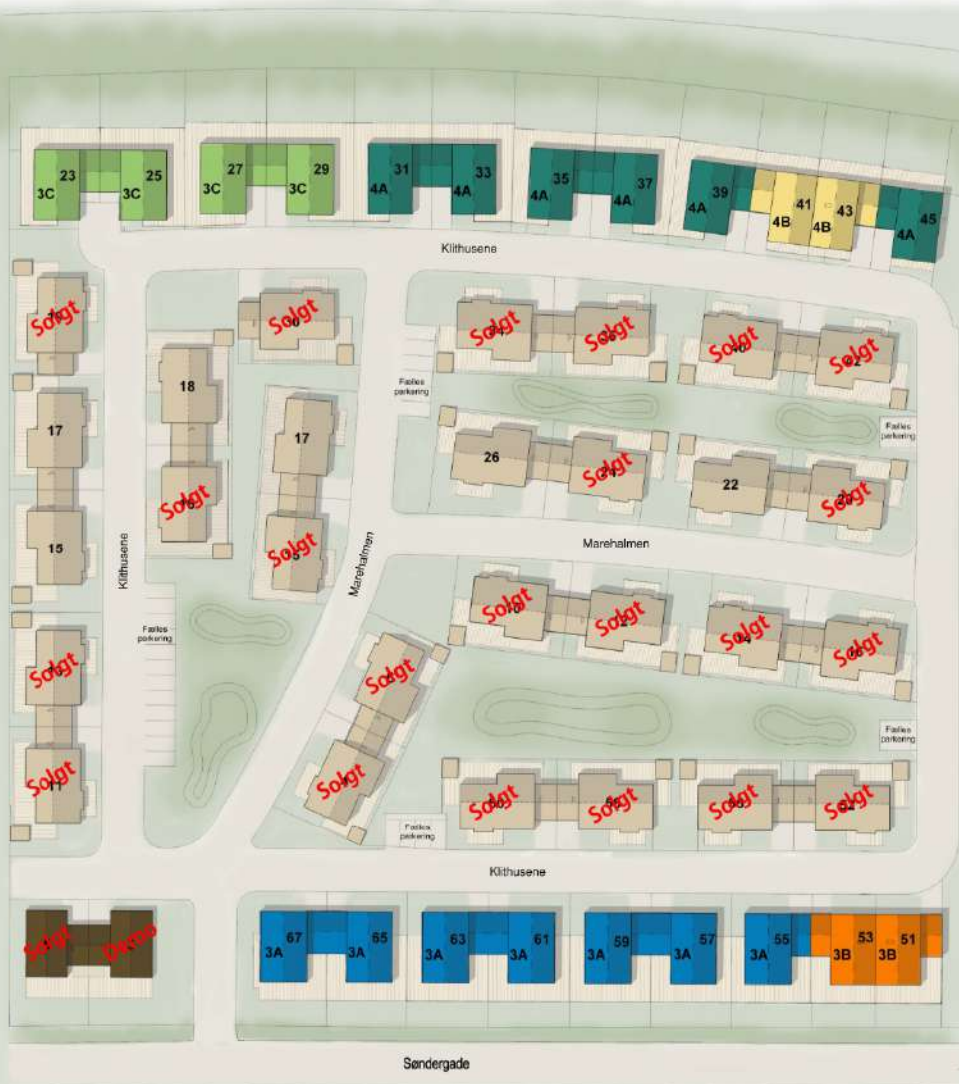 23
3C
25
3C
27
3C
29
3C
31
4A
33
4A
35
4A
37
4A
39
4A
41
4B
43
4B
45
4A
Klithusene
Solgt
Solgt
Solgt
Solgt
Solgt
Solgt
18
17
Fælles
parkering
17
26
Solgt
22
Solgt
Fælles
parkering
Solgt
Solgt
15
Klithusene
Marehalmen
Marehalmen
Fælles
parkering
Solgt
Solgt
Solgt
Solgt
Solgt
Solgt
Fælles
parkering
Solgt
11
Solgt
Solgt
Solgt
Solgt
Solgt
52
Fælles
parkering
Klithusene
Solgt
Demo
67
3A
65
3A
63
3A
61
3A
59
3A
57
3A
55
3A
53
3B
51
3B
Søndergade